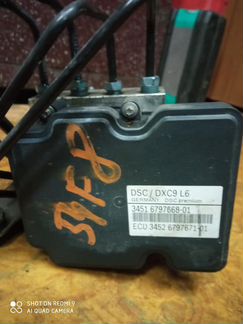 39F8
DSC / DXC9 L6
GERMANY DSC premium
3451 6797668-01
ECU 3452 6797671-01
SHOT ON REDMI 9
AI QUAD CAMERA